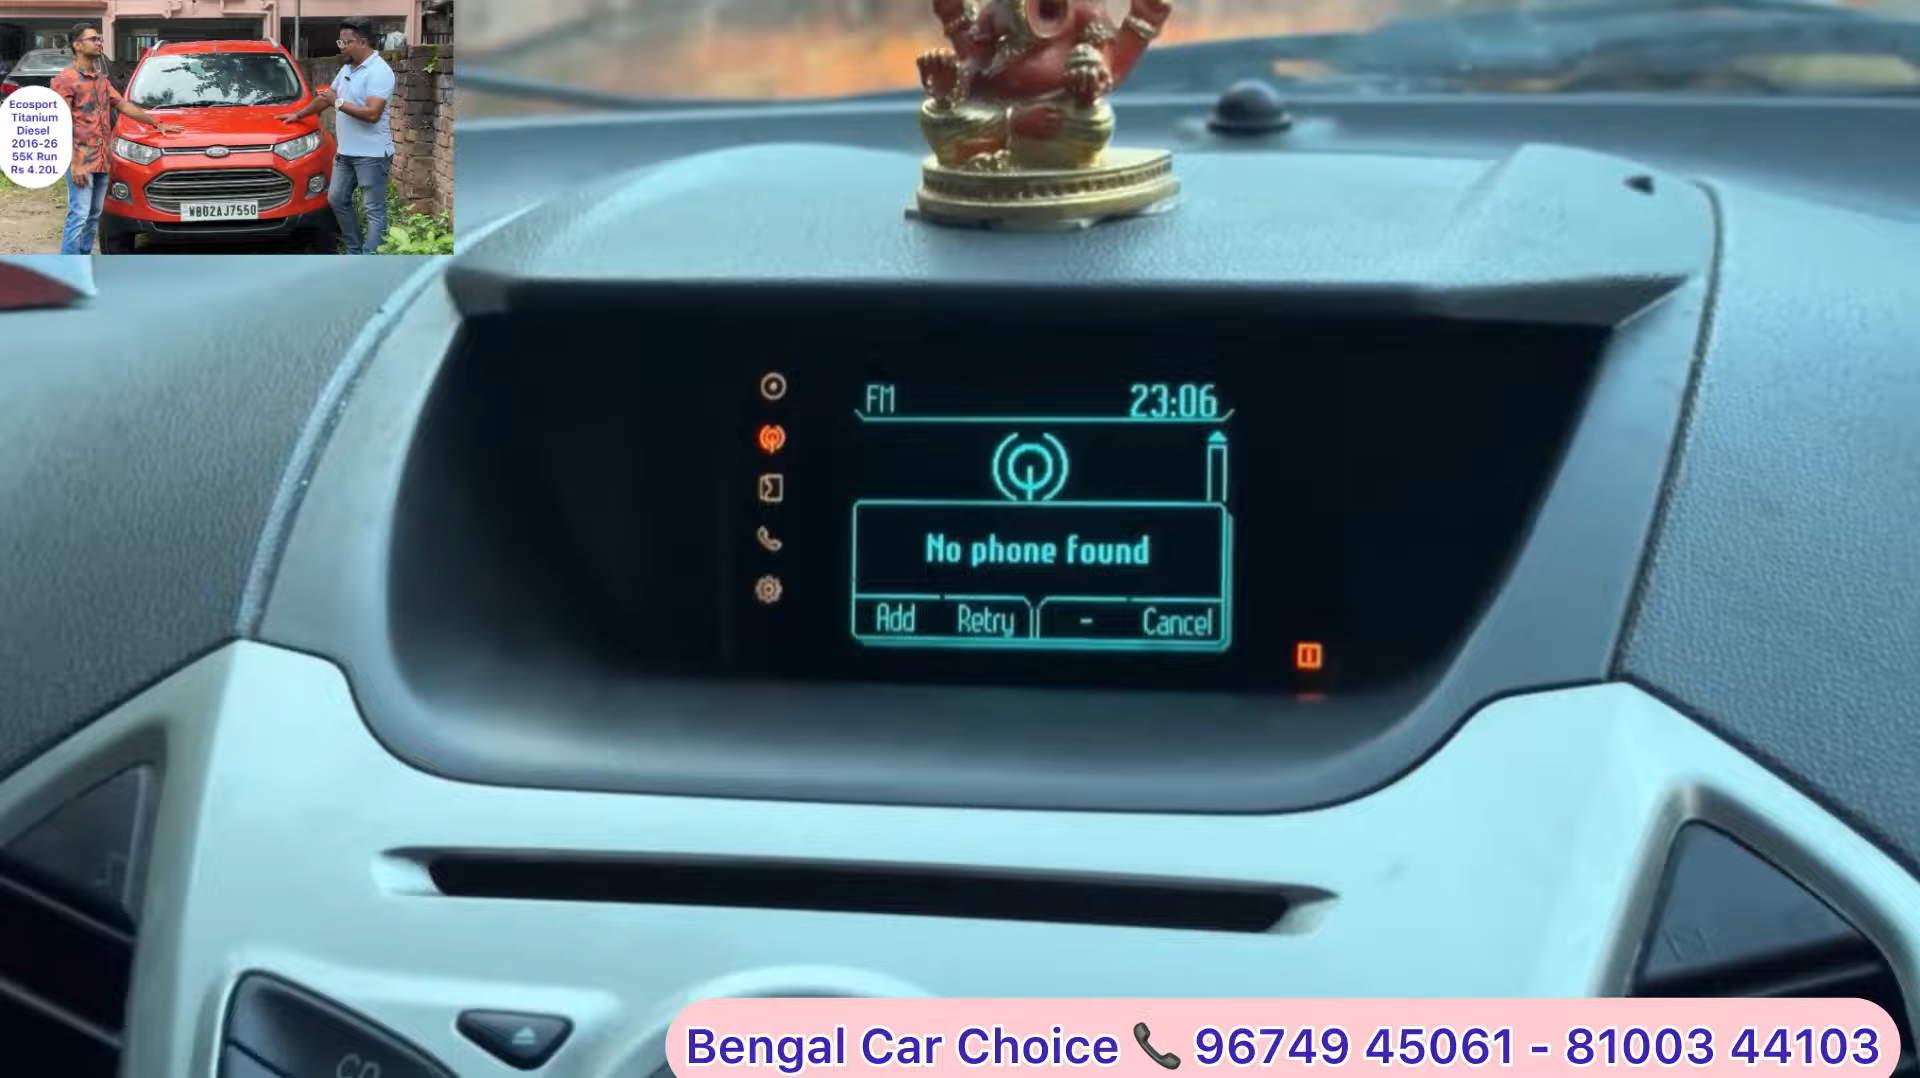 Ecosport
Titanium
Diesel
2016-26
55K Run
Rs 4.20L
WB02AJ7550
FM
23:06
No phone found
Add Retry - Cancel
CD
Bengal Car Choice 📞 96749 45061 - 81003 44103